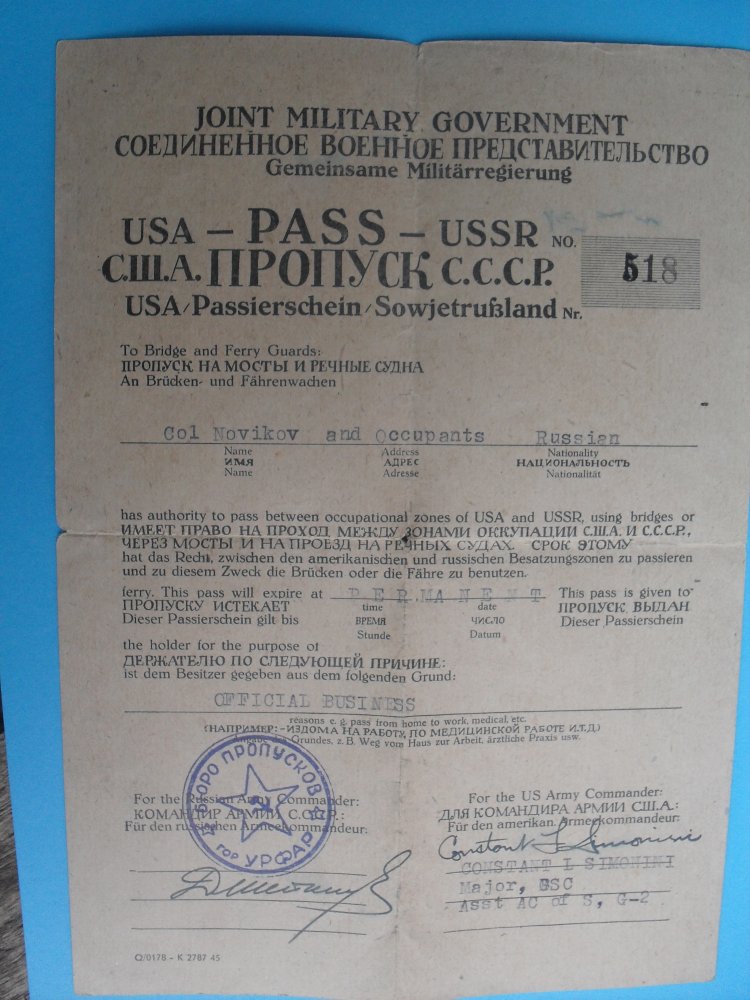 JOINT MILITARY GOVERNMENT
СОЕДИНЕННОЕ ВОЕННОЕ ПРЕДСТАВИТЕЛЬСТВО
Gemeinsame Militärregierung
USA – PASS – USSR NO.
С.Ш.А. ПРОПУСК С.С.С.Р.
518
USA/Passierschein/Sowjetrußland Nr.
To Bridge and Ferry Guards:
ПРОПУСК НА МОСТЫ И РЕЧНЫЕ СУДНА
An Brücken- und Fährenwachen
Col Novikov and Occupants Russian
Name Address Nationality
ИМЯ АДРЕС НАЦИОНАЛЬНОСТЬ
Name Adresse Nationalität
has authority to pass between occupational zones of USA and USSR, using bridges or
ИМЕЕТ ПРАВО НА ПРОХОД МЕЖДУ ЗОНАМИ ОККУПАЦИИ С.Ш.А. И С.С.С.Р.,
ЧЕРЕЗ МОСТЫ И НА ПРОЕЗД НА РЕЧНЫХ СУДАХ. СРОК ЭТОМУ
hat das Recht, zwischen den amerikanischen und russischen Besatzungszonen zu passieren
und zu diesem Zweck die Brücken oder die Fähre zu benutzen.
ferry. This pass will expire at PERMANENT This pass is given to
ПРОПУСКУ ИСТЕКАЕТ time date ПРОПУСК ВЫДАН
Dieser Passierschein gilt bis ВРЕМЯ ЧИСЛО Dieser Passierschein
Stunde Datum
the holder for the purpose of
ДЕРЖАТЕЛЮ ПО СЛЕДУЮЩЕЙ ПРИЧИНЕ:
ist dem Besitzer gegeben aus dem folgenden Grund:
OFFICIAL BUSINESS
reasons e. g. pass from home to work, medical, etc.
(НАПРИМЕР:-ИЗДОМА НА РАБОТУ, ПО МЕДИЦИНСКОЙ РАБОТЕ И.Т.Д.)
Angabe des Grundes, z. B. Weg vom Haus zur Arbeit, ärztliche Praxis usw.
БЮРО ПРОПУСКОВ
ГОР УРФАР
For the Russian Army Commander:
КОМАНДИР АРМИИ С.С.С.Р.:
Für den russischen Armeekommandeur:
For the US Army Commander:
ДЛЯ КОМАНДИРА АРМИИ С.Ш.А.:
Für den amerikan. Armeekommandeur:
Constant L Simonini
CONSTANT L SIMONINI
Major, GSC
Asst AC of S, G-2
Q/0178 - K 2787 45